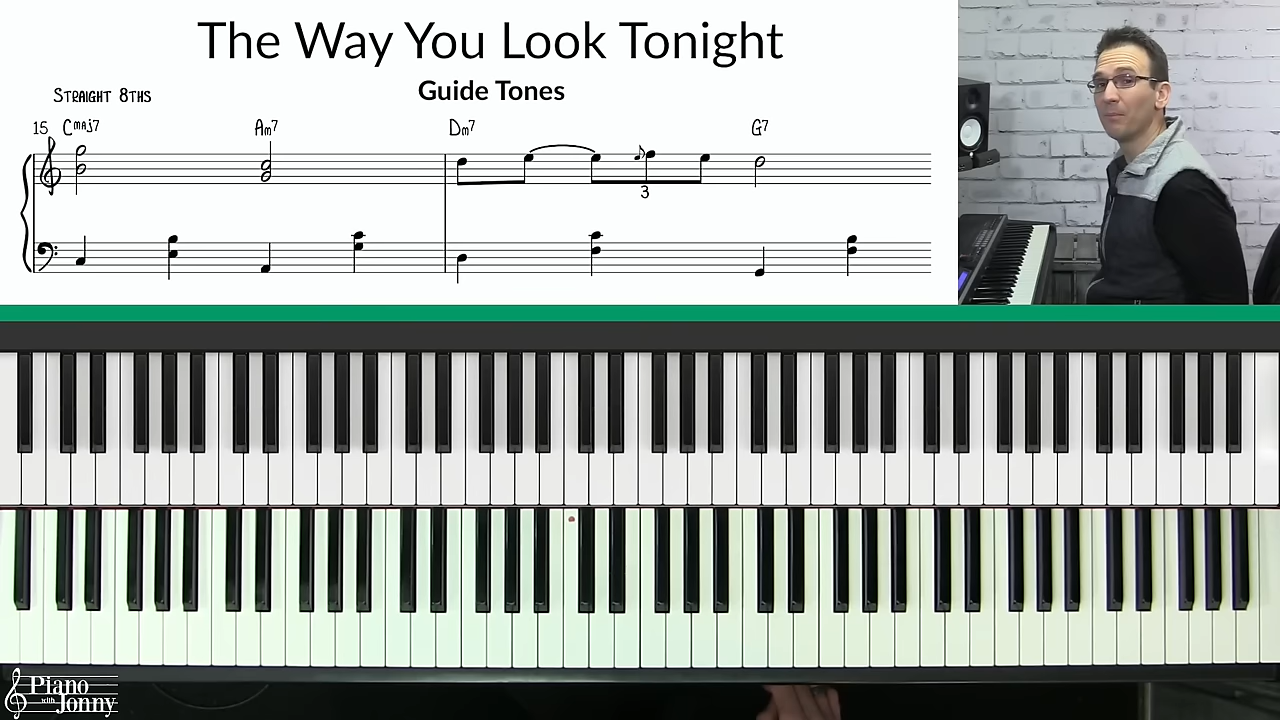 The Way You Look Tonight
Guide Tones
Straight 8ths
15 Cmaj7 Am7 Dm7 G7
3
Piano
with
Jonny